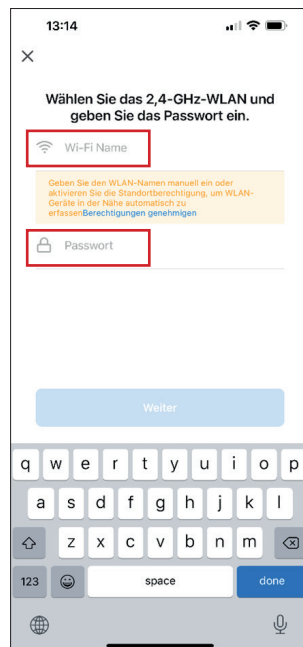 13:14
Wählen Sie das 2,4-GHz-WLAN und
geben Sie das Passwort ein.
Wi-Fi Name
Geben Sie den WLAN-Namen manuell ein oder
aktivieren Sie die Standortberechtigung, um WLAN-
Geräte in der Nähe automatisch zu
erfassenBerechtigungen genehmigen
Passwort
Weiter
q w e r t y u i o p
a s d f g h j k l
z x c v b n m
123 space done